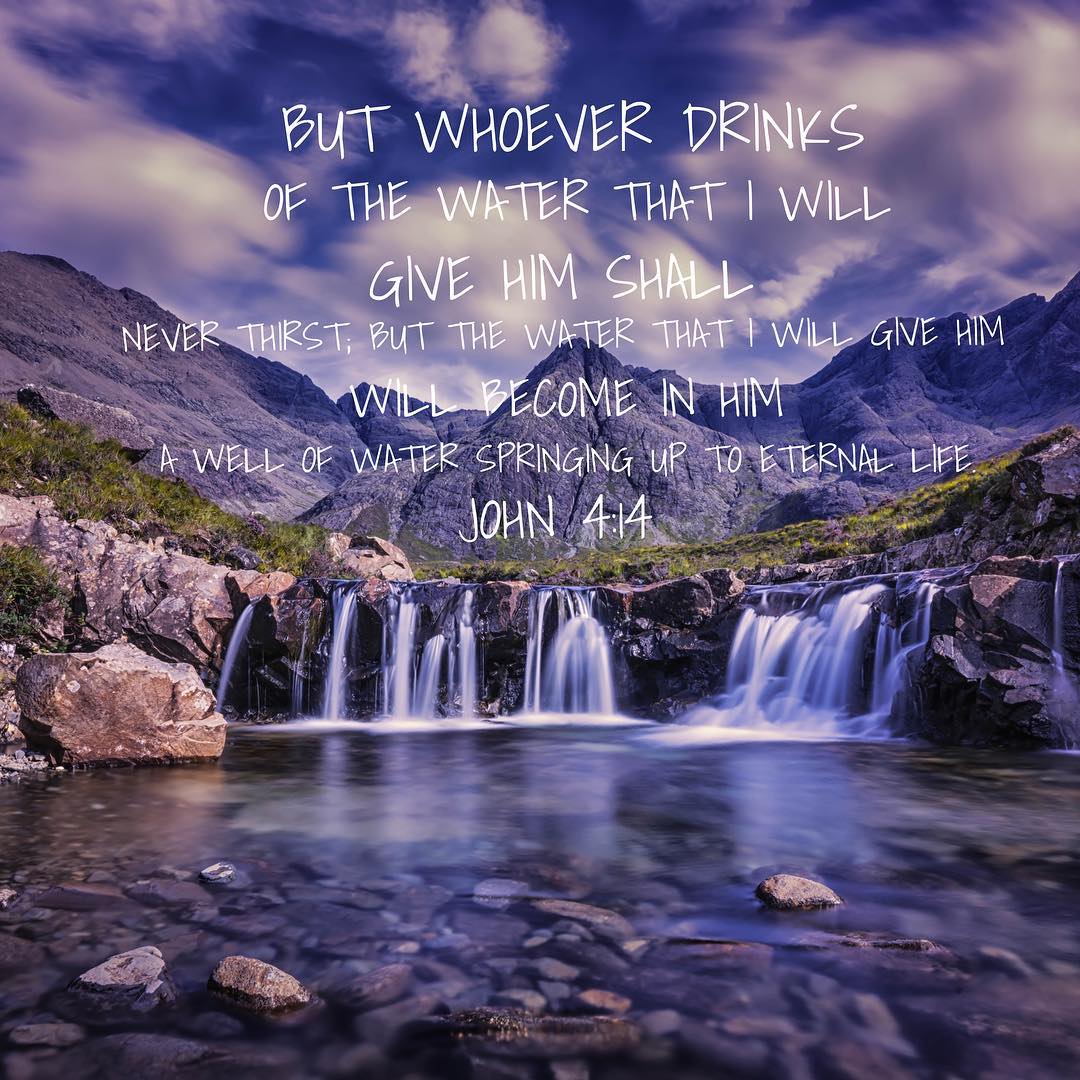 BUT WHOEVER DRINKS
OF THE WATER THAT I WILL
GIVE HIM SHALL
NEVER THIRST; BUT THE WATER THAT I WILL GIVE HIM
WILL BECOME IN HIM
A WELL OF WATER SPRINGING UP TO ETERNAL LIFE.
JOHN 4:14